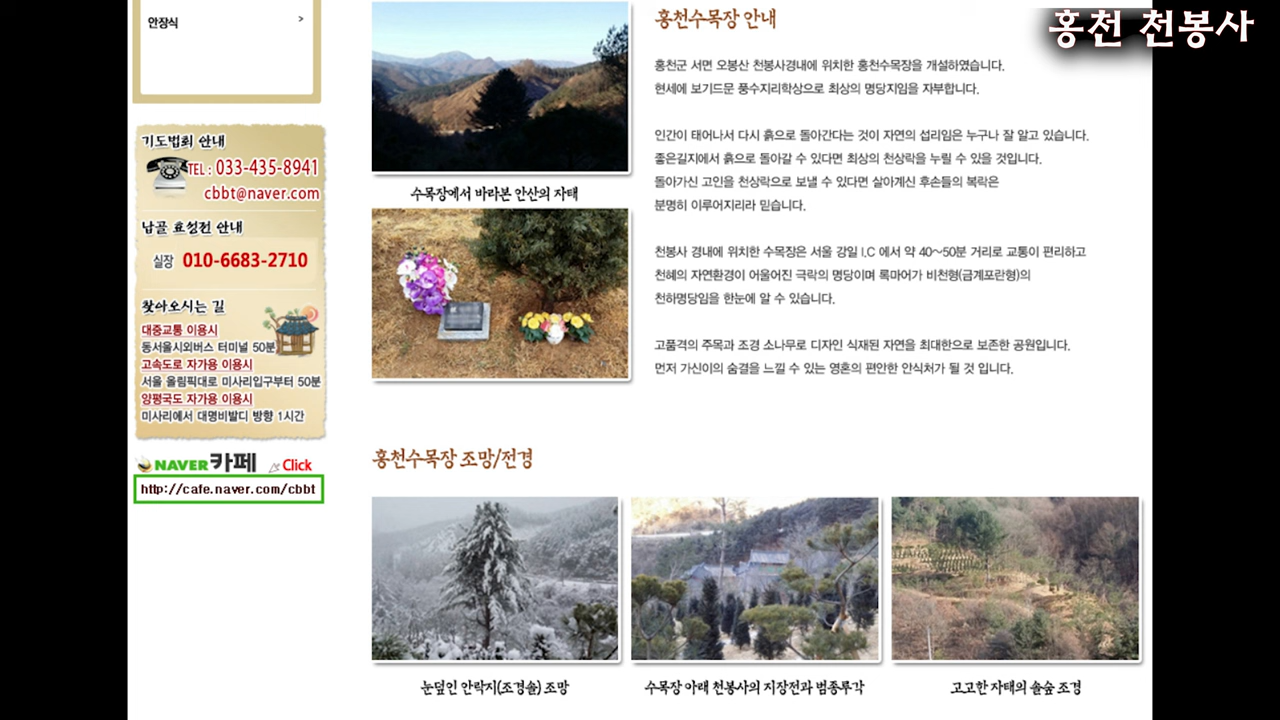 홍천 천봉사
안장식 >
기도법회 안내
TEL : 033-435-8941
cbbt@naver.com
납골 효성전 안내
실장 010-6683-2710
찾아오시는 길
대중교통 이용시
동서울시외버스 터미널 50분
고속도로 자가용 이용시
서울 올림픽대로 미사리입구부터 50분
양평국도 자가용 이용시
미사리에서 대명비발디 방향 1시간
NAVER 카페 Click
http://cafe.naver.com/cbbt
수목장에서 바라본 안산의 자태
홍천수목장 안내
홍천군 서면 오봉산 천봉사경내에 위치한 홍천수목장을 개설하였습니다.
현세에 보기드문 풍수지리학상으로 최상의 명당지임을 자부합니다.
인간이 태어나서 다시 흙으로 돌아간다는 것이 자연의 섭리임은 누구나 잘 알고 있습니다.
좋은길지에서 흙으로 돌아갈 수 있다면 최상의 천상락을 누릴 수 있을 것입니다.
돌아가신 고인을 천상락으로 보낼 수 있다면 살아계신 후손들의 복락은
분명히 이루어지리라 믿습니다.
천봉사 경내에 위치한 수목장은 서울 강일 I.C 에서 약 40~50분 거리로 교통이 편리하고
천혜의 자연환경이 어울어진 극락의 명당이며 록마어가 비천형(금계포란형)의
천하명당임을 한눈에 알 수 있습니다.
고품격의 주목과 조경 소나무로 디자인 식재된 자연을 최대한으로 보존한 공원입니다.
먼저 가신이의 숨결을 느낄 수 있는 영혼의 편안한 안식처가 될 것 입니다.
홍천수목장 조망/전경
눈덮인 안락지(조경솔) 조망
수목장 아래 천봉사의 지장전과 범종루각
고고한 자태의 솔숲 조경